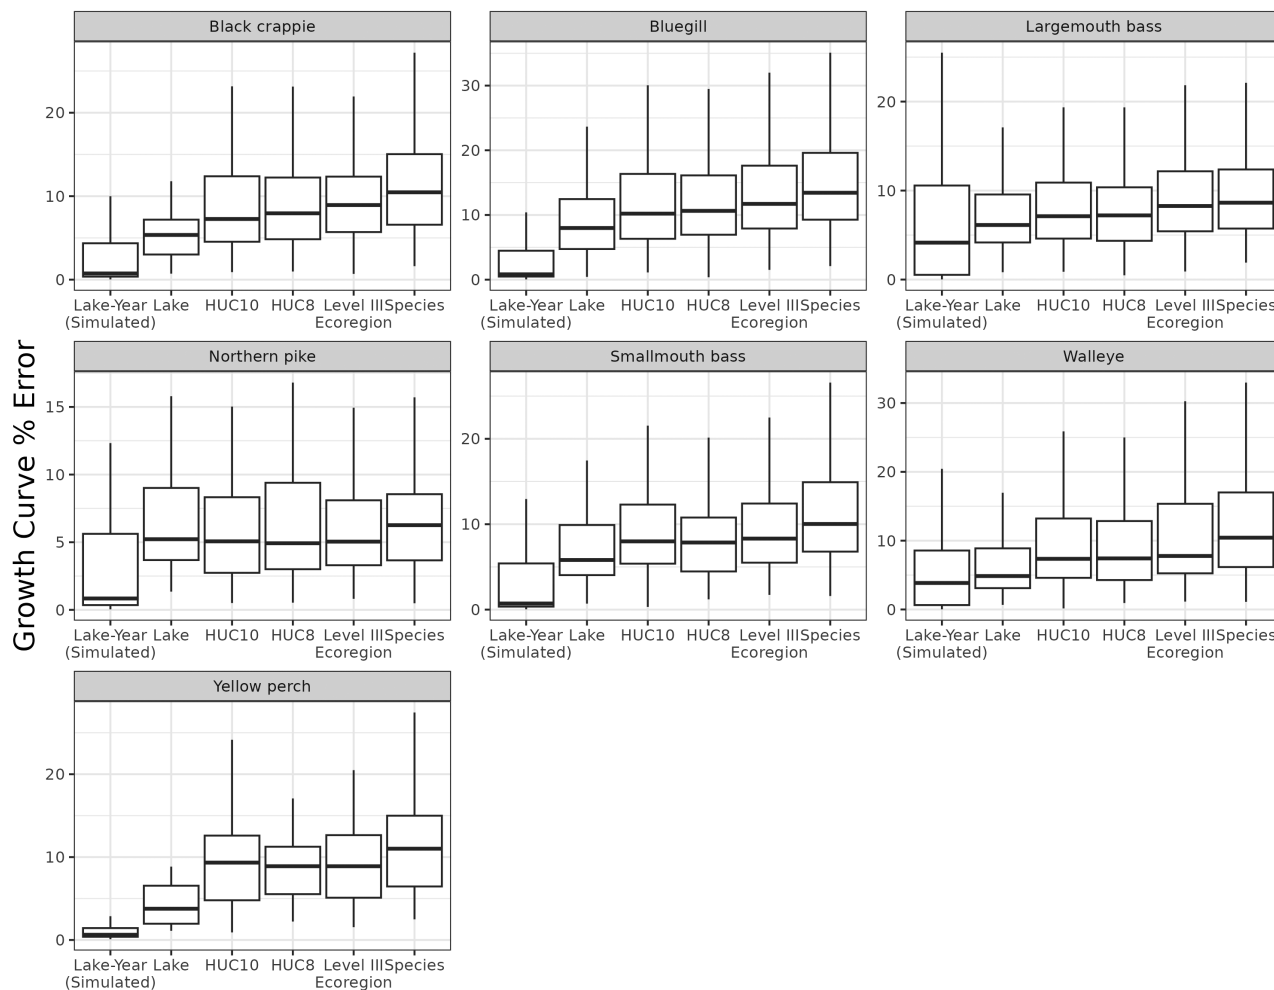 Growth Curve % Error
Black crappie
20
10
0
Lake-Year Lake HUC10 HUC8 Level III Species
(Simulated) Ecoregion
Bluegill
30
20
10
0
Lake-Year Lake HUC10 HUC8 Level III Species
(Simulated) Ecoregion
Largemouth bass
20
10
0
Lake-Year Lake HUC10 HUC8 Level III Species
(Simulated) Ecoregion
Northern pike
15
10
5
0
Lake-Year Lake HUC10 HUC8 Level III Species
(Simulated) Ecoregion
Smallmouth bass
20
10
0
Lake-Year Lake HUC10 HUC8 Level III Species
(Simulated) Ecoregion
Walleye
30
20
10
0
Lake-Year Lake HUC10 HUC8 Level III Species
(Simulated) Ecoregion
Yellow perch
20
10
0
Lake-Year Lake HUC10 HUC8 Level III Species
(Simulated) Ecoregion